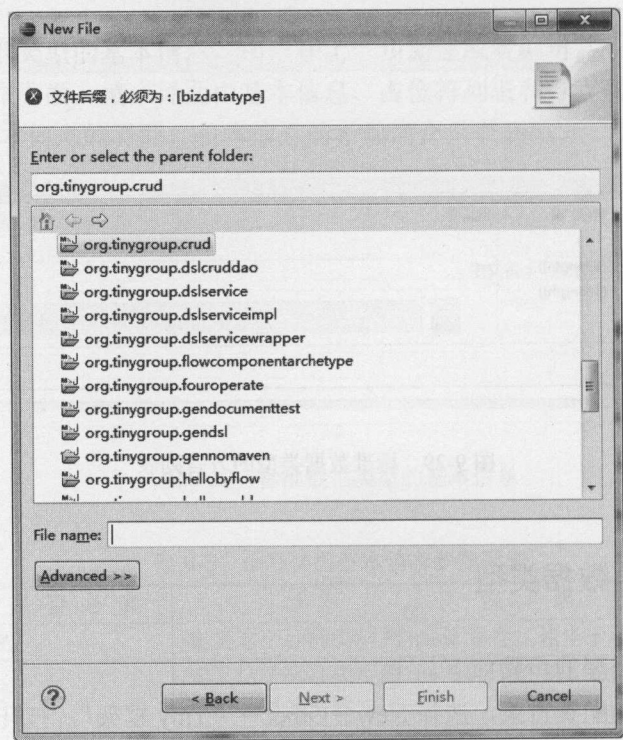 New File
文件后缀，必须为：[bizdatatype]
Enter or select the parent folder:
org.tinygroup.crud
org.tinygroup.crud
org.tinygroup.dslcruddao
org.tinygroup.dslservice
org.tinygroup.dslserviceimpl
org.tinygroup.dslservicewrapper
org.tinygroup.flowcomponentarchetype
org.tinygroup.fouroperate
org.tinygroup.gendocumenttest
org.tinygroup.gendsl
org.tinygroup.gennomaven
org.tinygroup.hellobyflow
File name:
Advanced >>
< Back Next > Finish Cancel